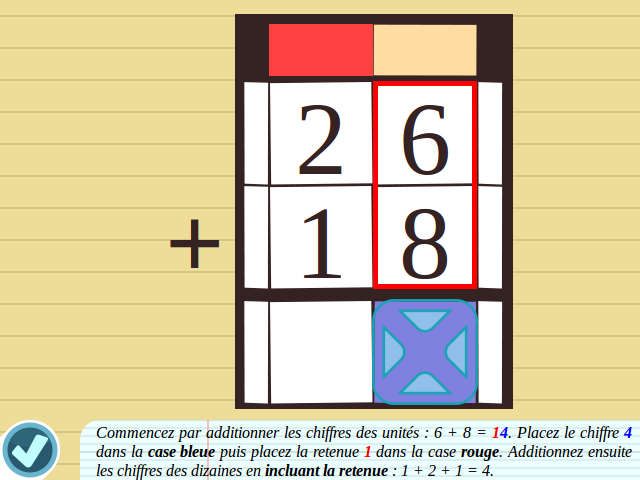 2 6
+ 1 8
Commencez par additionner les chiffres des unités : 6 + 8 = 14. Placez le chiffre 4
dans la case bleue puis placez la retenue 1 dans la case rouge. Additionnez ensuite
les chiffres des dizaines en incluant la retenue : 1 + 2 + 1 = 4.